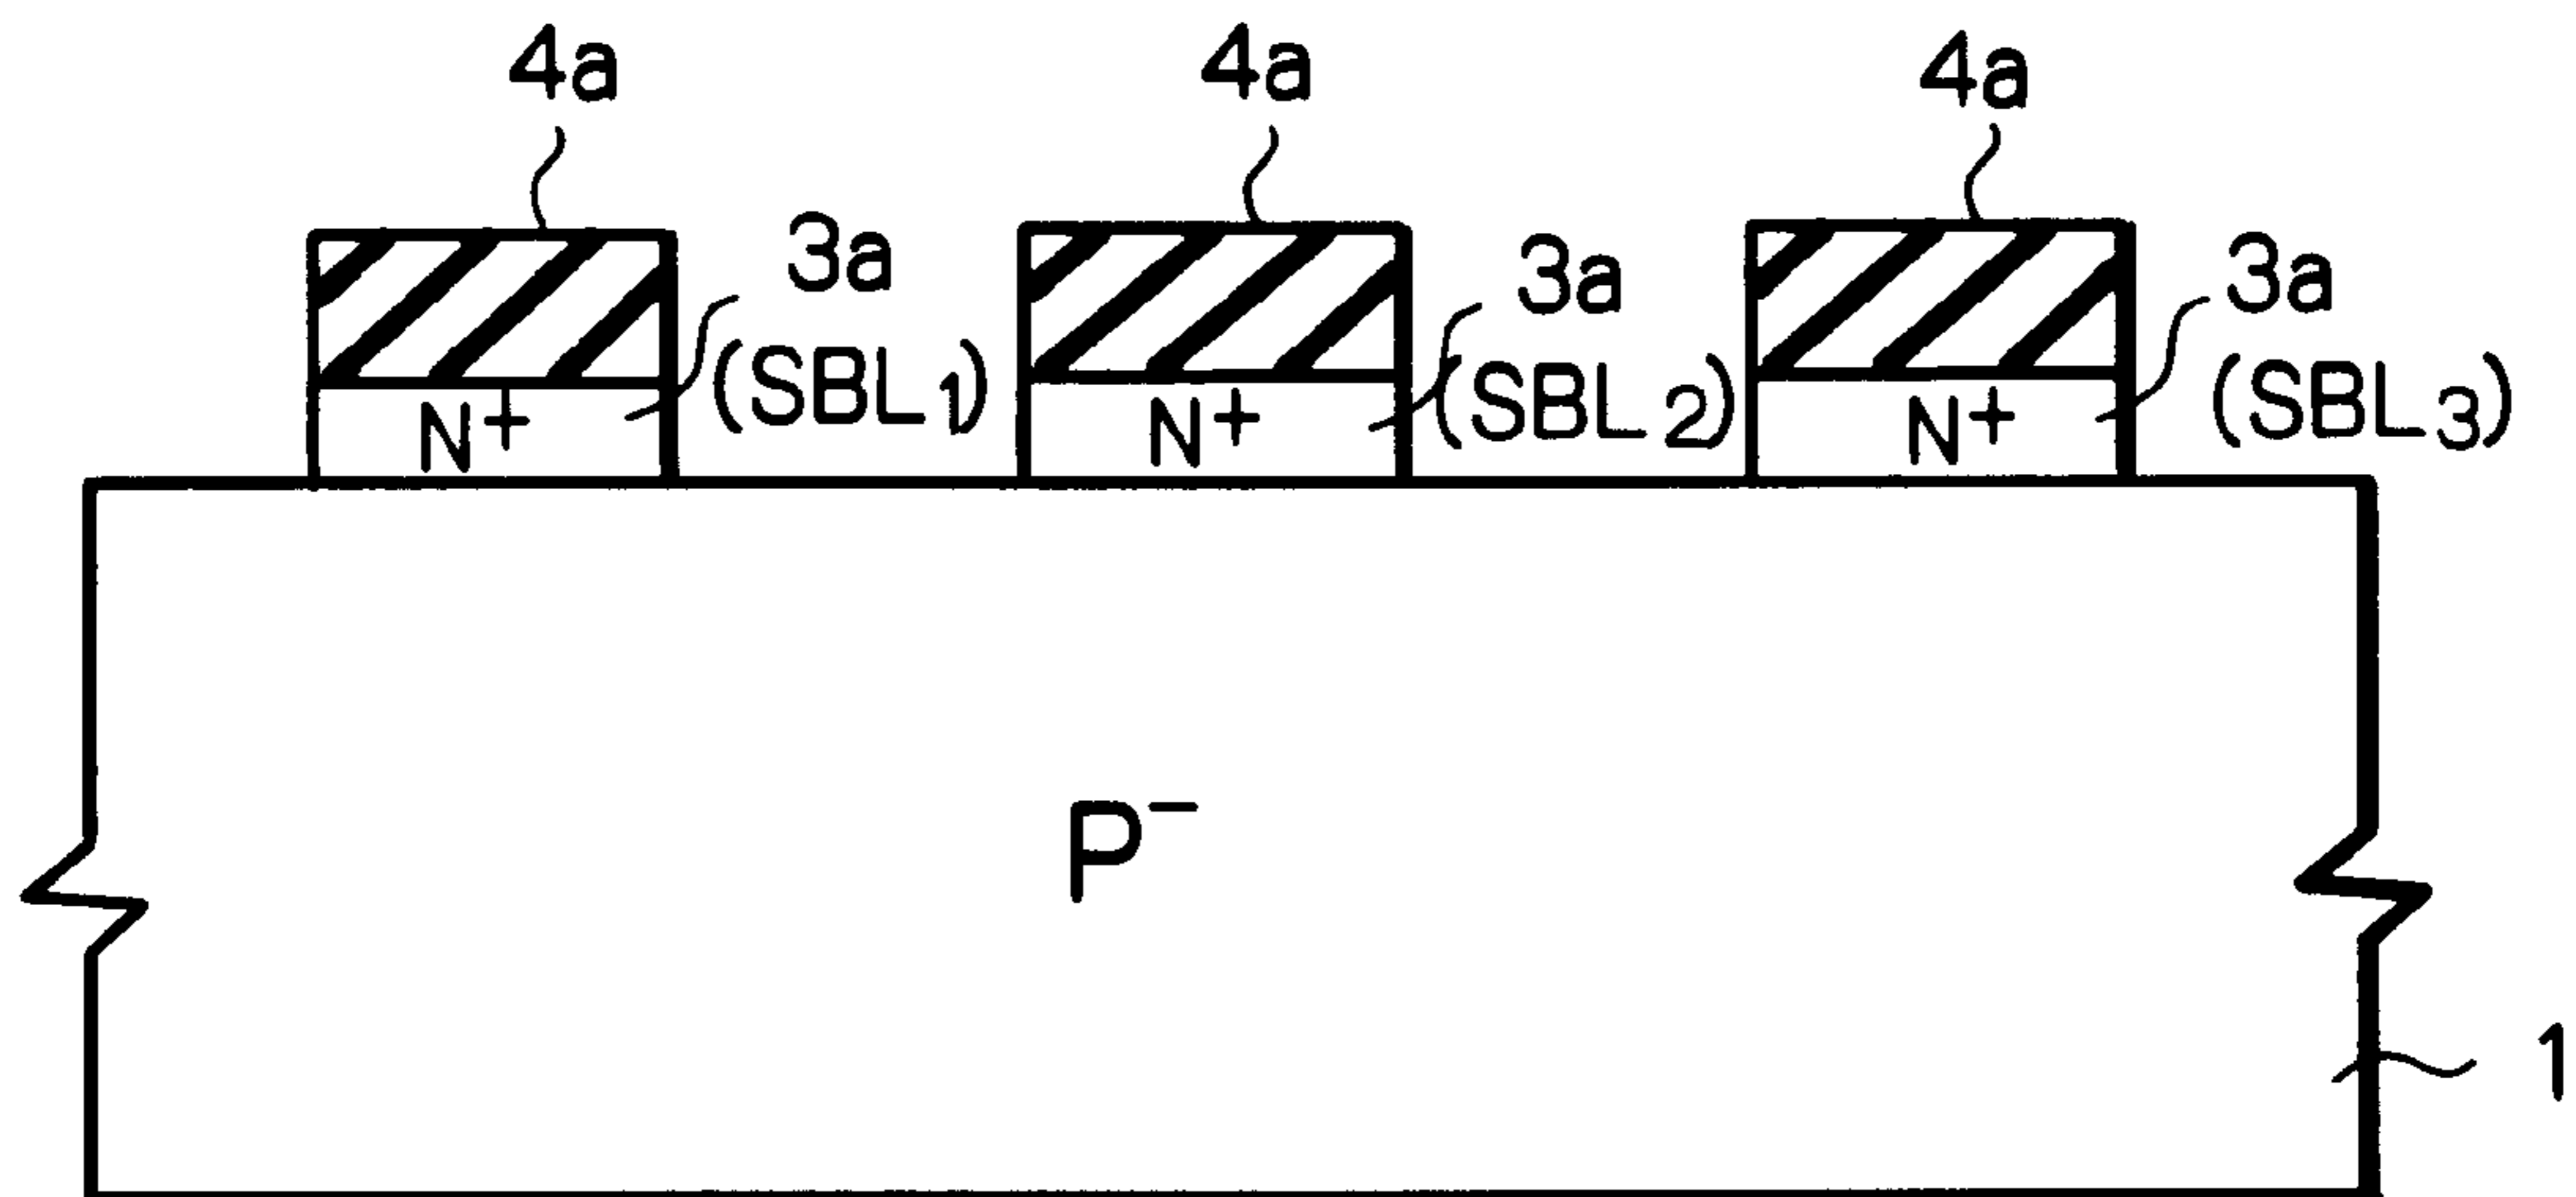 4a 4a 4a
3a 3a 3a
(SBL₁) (SBL₂) (SBL₃)
N⁺ N⁺ N⁺
P⁻
1